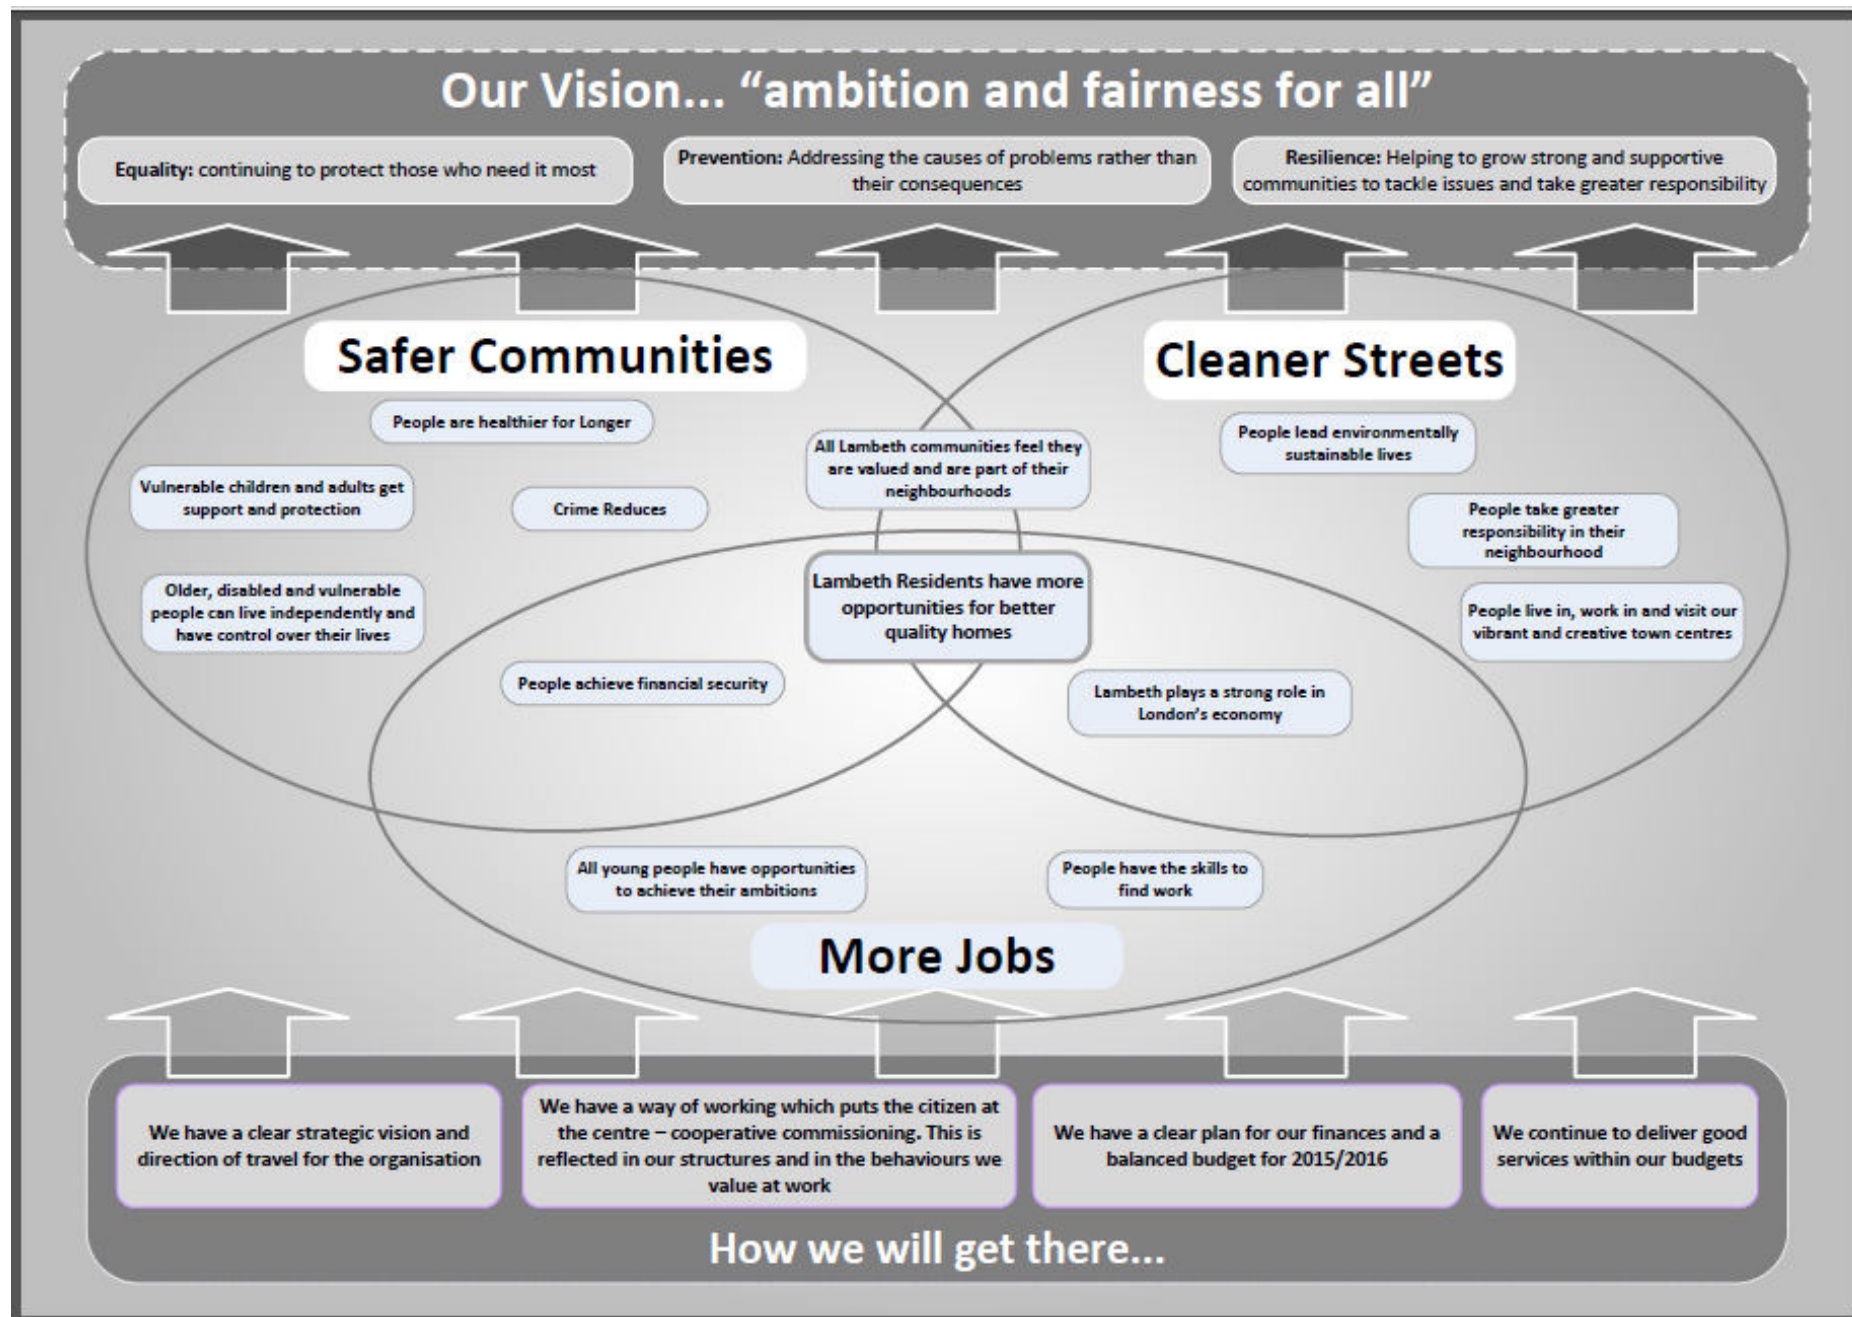 Our Vision... “ambition and fairness for all”
Equality: continuing to protect those who need it most
Prevention: Addressing the causes of problems rather than
their consequences
Resilience: Helping to grow strong and supportive
communities to tackle issues and take greater responsibility
Safer Communities
Cleaner Streets
People are healthier for Longer
Vulnerable children and adults get
support and protection
Crime Reduces
Older, disabled and vulnerable
people can live independently and
have control over their lives
All Lambeth communities feel they
are valued and are part of their
neighbourhoods
People lead environmentally
sustainable lives
People take greater
responsibility in their
neighbourhood
People live in, work in and visit our
vibrant and creative town centres
Lambeth Residents have more
opportunities for better
quality homes
People achieve financial security
Lambeth plays a strong role in
London’s economy
All young people have opportunities
to achieve their ambitions
People have the skills to
find work
More Jobs
We have a clear strategic vision and
direction of travel for the organisation
We have a way of working which puts the citizen at
the centre – cooperative commissioning. This is
reflected in our structures and in the behaviours we
value at work
We have a clear plan for our finances and a
balanced budget for 2015/2016
We continue to deliver good
services within our budgets
How we will get there...